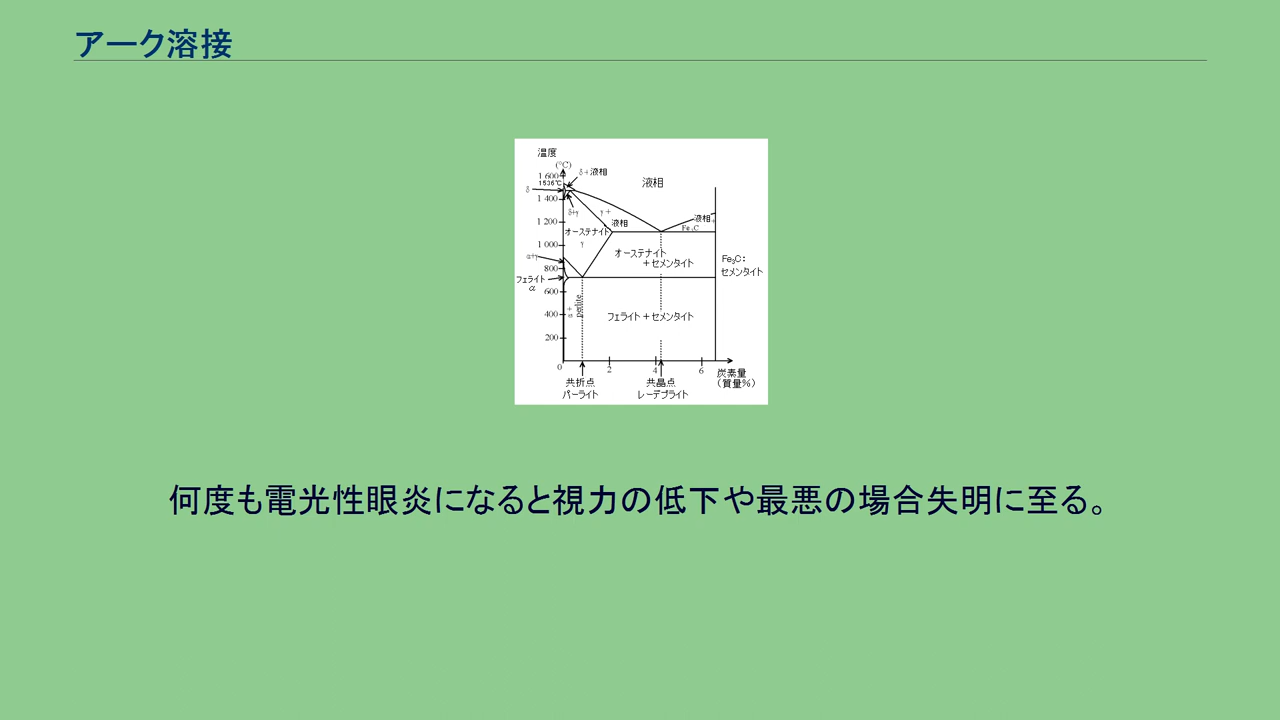 アーク溶接
温度
(℃)
1 600
1536℃
δ+液相
液相
δ
1 400
δ+γ
γ+
液相
液相+
Fe₃C
1 200
オーステナイト
γ
1 000
オーステナイト
+セメンタイト
α+γ
800
Fe₃C:
セメンタイト
フェライト
α
600
α+
perlite
400
フェライト+セメンタイト
200
0
2
4
6
炭素量
(質量%)
共折点
パーライト
共晶点
レーデブライト
何度も電光性眼炎になると視力の低下や最悪の場合失明に至る。